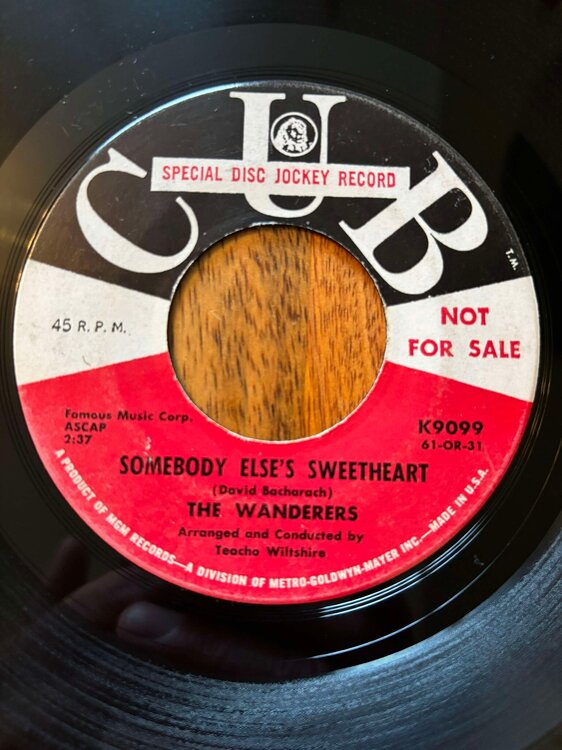 CUB
SPECIAL DISC JOCKEY RECORD
T.M.
45 R.P.M.
NOT
FOR SALE
Famous Music Corp.
ASCAP
2:37
K9099
61-OR-31
SOMEBODY ELSE'S SWEETHEART
(David Bacharach)
THE WANDERERS
Arranged and Conducted by
Teacho Wiltshire
A PRODUCT OF MGM RECORDS—A DIVISION OF METRO-GOLDWYN-MAYER INC.—MADE IN U.S.A.